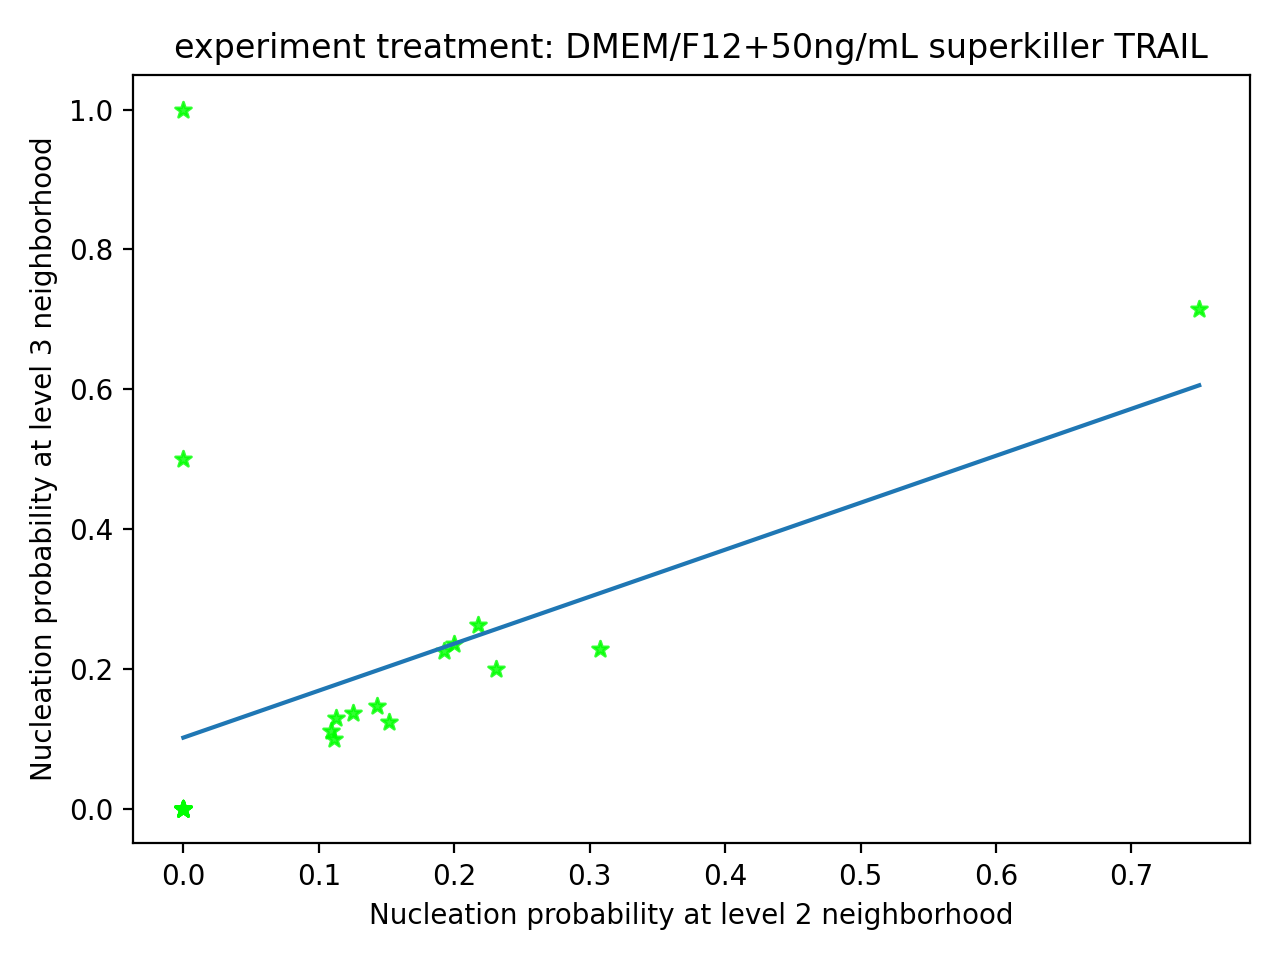 experiment treatment: DMEM/F12+50ng/mL superkiller TRAIL
Nucleation probability at level 3 neighborhood
1.0
0.8
0.6
0.4
0.2
0.0
0.0 0.1 0.2 0.3 0.4 0.5 0.6 0.7
Nucleation probability at level 2 neighborhood